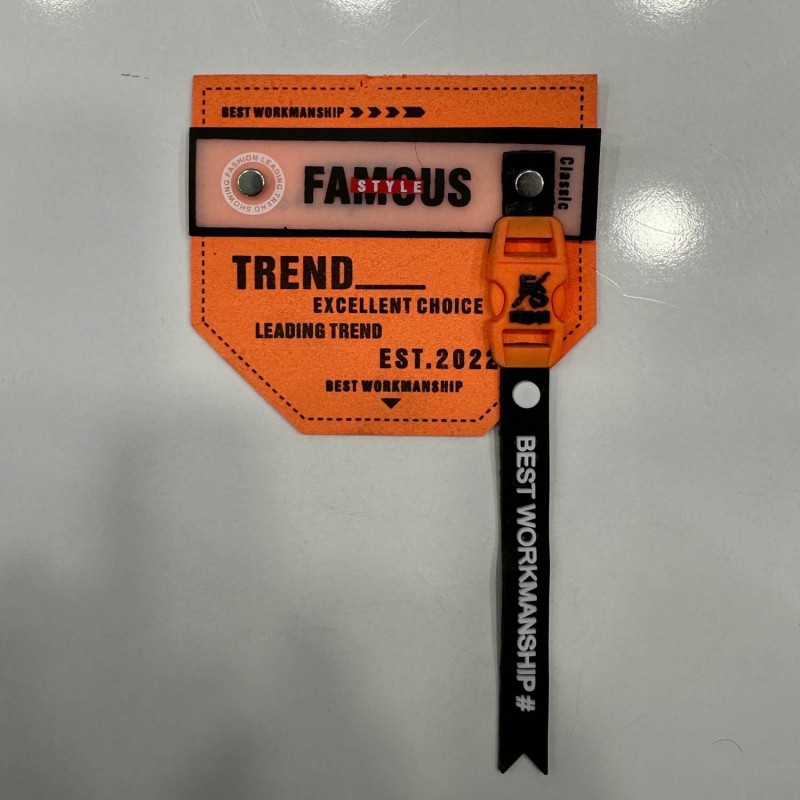 BEST WORKMANSHIP
SHOWING FASHION LEADING TREND
FAMOUS
STYLE
Classic
TREND
EXCELLENT CHOICE
LEADING TREND
EST.2022
BEST WORKMANSHIP
BEST WORKMANSHIP #